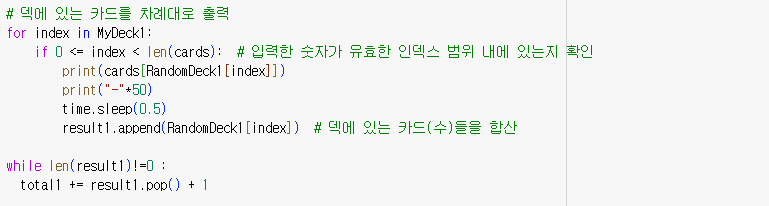 # 덱에 있는 카드를 차례대로 출력
for index in MyDeck1:
    if 0 <= index < len(cards):  # 입력한 숫자가 유효한 인덱스 범위 내에 있는지 확인
        print(cards[RandomDeck1[index]])
        print("-"*50)
        time.sleep(0.5)
        result1.append(RandomDeck1[index])  # 덱에 있는 카드(수)들을 합산
while len(result1)!=0 :
  total1 += result1.pop() + 1